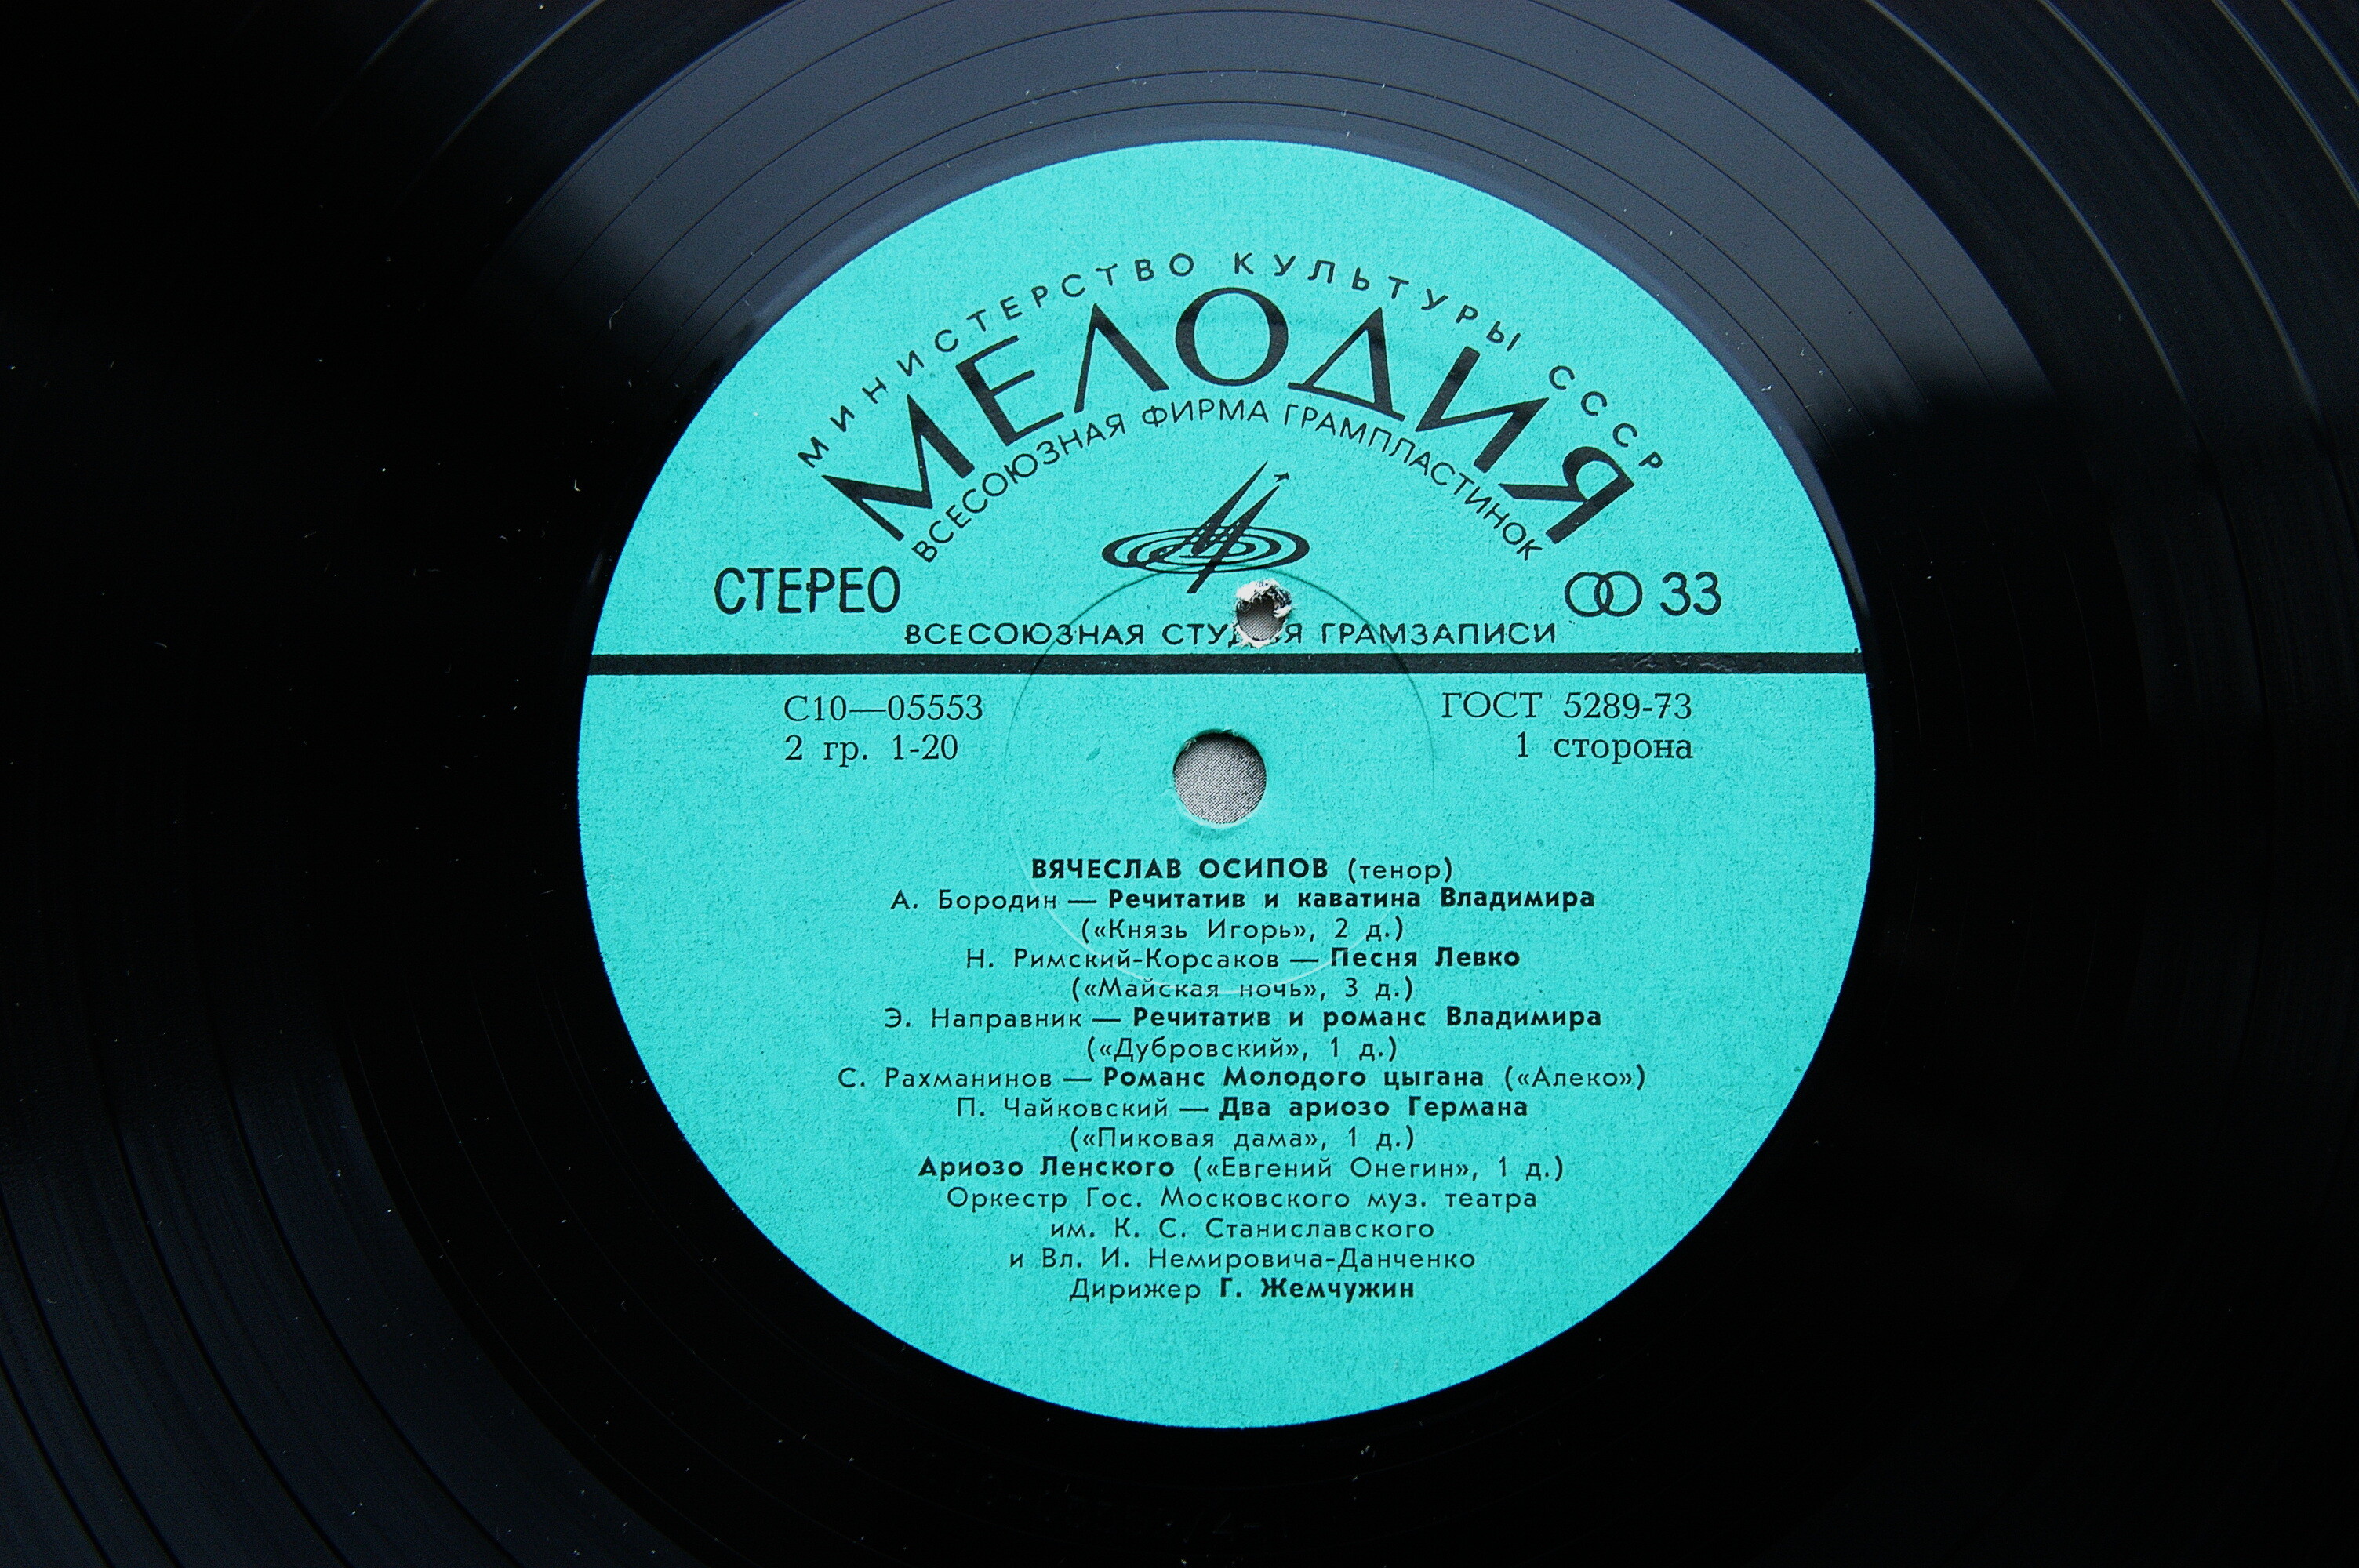 МИНИСТЕРСТВО КУЛЬТУРЫ СССР
МЕЛОДИЯ
ВСЕСОЮЗНАЯ ФИРМА ГРАМПЛАСТИНОК
СТЕРЕО
33
ВСЕСОЮЗНАЯ СТУДИЯ ГРАМЗАПИСИ
С10—05553
ГОСТ 5289-73
2 гр. 1-20
1 сторона
ВЯЧЕСЛАВ ОСИПОВ (тенор)
А. Бородин — Речитатив и каватина Владимира
(«Князь Игорь», 2 д.)
Н. Римский-Корсаков — Песня Левко
(«Майская ночь», 3 д.)
Э. Направник — Речитатив и романс Владимира
(«Дубровский», 1 д.)
С. Рахманинов — Романс Молодого цыгана («Алеко»)
П. Чайковский — Два ариозо Германа
(«Пиковая дама», 1 д.)
Ариозо Ленского («Евгений Онегин», 1 д.)
Оркестр Гос. Московского муз. театра
им. К. С. Станиславского
и Вл. И. Немировича-Данченко
Дирижер Г. Жемчужин